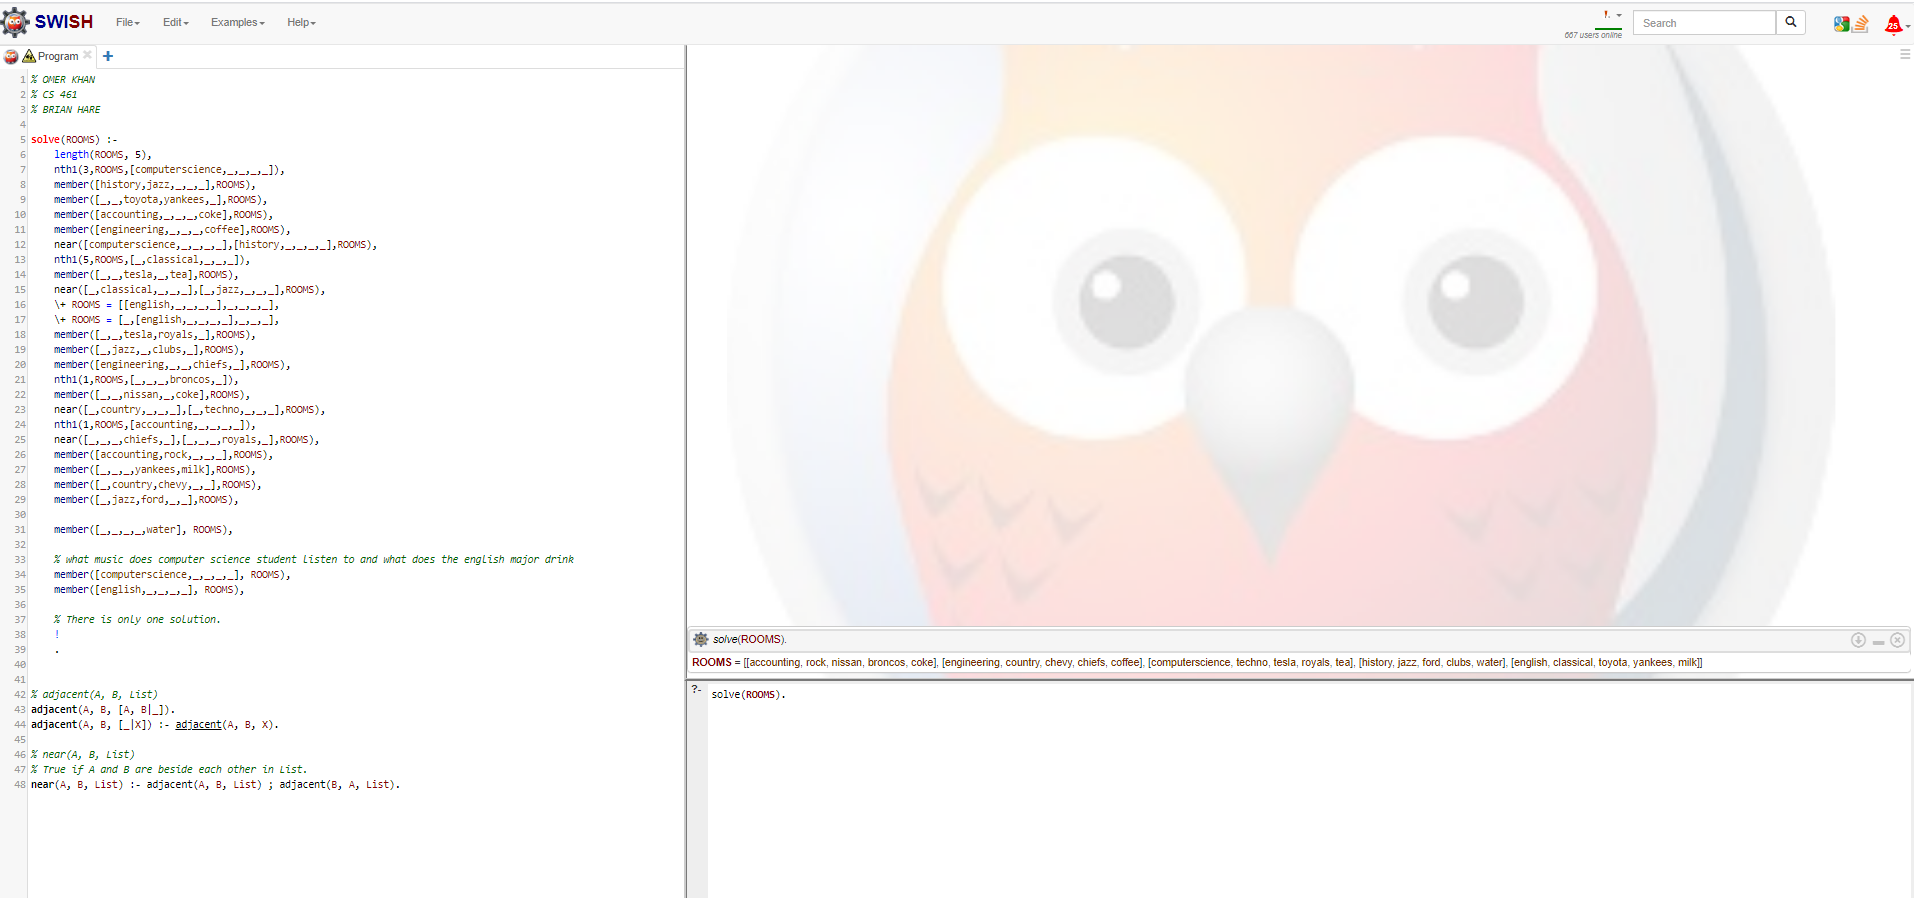 SWISH File Edit Examples Help
667 users online
Search
25
Program
1 % OMER KHAN
2 % CS 461
3 % BRIAN HARE
4
5 solve(ROOMS) :-
6     length(ROOMS, 5),
7     nth1(3,ROOMS,[computerscience,_,_,_,_]),
8     member([history,jazz,_,_,_],ROOMS),
9     member([_,_,toyota,yankees,_],ROOMS),
10     member([accounting,_,_,_,coke],ROOMS),
11     member([engineering,_,_,_,coffee],ROOMS),
12     near([computerscience,_,_,_,_],[history,_,_,_,_],ROOMS),
13     nth1(5,ROOMS,[_,classical,_,_,_]),
14     member([_,_,tesla,_,tea],ROOMS),
15     near([_,classical,_,_,_],[_,jazz,_,_,_],ROOMS),
16     \+ ROOMS = [[english,_,_,_,_],_,_,_,_],
17     \+ ROOMS = [_,[english,_,_,_,_],_,_,_],
18     member([_,_,tesla,royals,_],ROOMS),
19     member([_,jazz,_,clubs,_],ROOMS),
20     member([engineering,_,_,chiefs,_],ROOMS),
21     nth1(1,ROOMS,[_,_,_,broncos,_]),
22     member([_,_,nissan,_,coke],ROOMS),
23     near([_,country,_,_,_],[_,techno,_,_,_],ROOMS),
24     nth1(1,ROOMS,[accounting,_,_,_,_]),
25     near([_,_,_,chiefs,_],[_,_,_,royals,_],ROOMS),
26     member([accounting,rock,_,_,_],ROOMS),
27     member([_,_,_,yankees,milk],ROOMS),
28     member([_,country,chevy,_,_],ROOMS),
29     member([_,jazz,ford,_,_],ROOMS),
30
31     member([_,_,_,_,water], ROOMS),
32
33     % what music does computer science student listen to and what does the english major drink
34     member([computerscience,_,_,_,_], ROOMS),
35     member([english,_,_,_,_], ROOMS),
36
37     % There is only one solution.
38     !
39     .
40
41
42 % adjacent(A, B, List)
43 adjacent(A, B, [A, B|_]).
44 adjacent(A, B, [_|X]) :- adjacent(A, B, X).
45
46 % near(A, B, List)
47 % True if A and B are beside each other in List.
48 near(A, B, List) :- adjacent(A, B, List) ; adjacent(B, A, List).
solve(ROOMS).
ROOMS = [[accounting, rock, nissan, broncos, coke], [engineering, country, chevy, chiefs, coffee], [computerscience, techno, tesla, royals, tea], [history, jazz, ford, clubs, water], [english, classical, toyota, yankees, milk]]
?- solve(ROOMS).